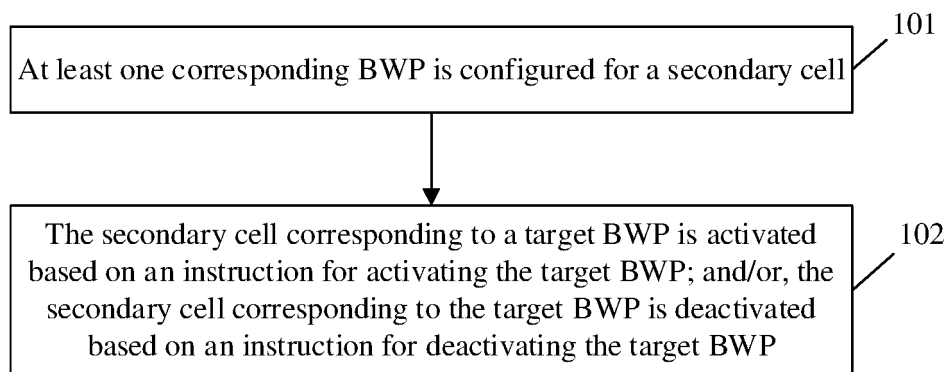 101
At least one corresponding BWP is configured for a secondary cell
The secondary cell corresponding to a target BWP is activated
based on an instruction for activating the target BWP; and/or, the
secondary cell corresponding to the target BWP is deactivated
based on an instruction for deactivating the target BWP
102